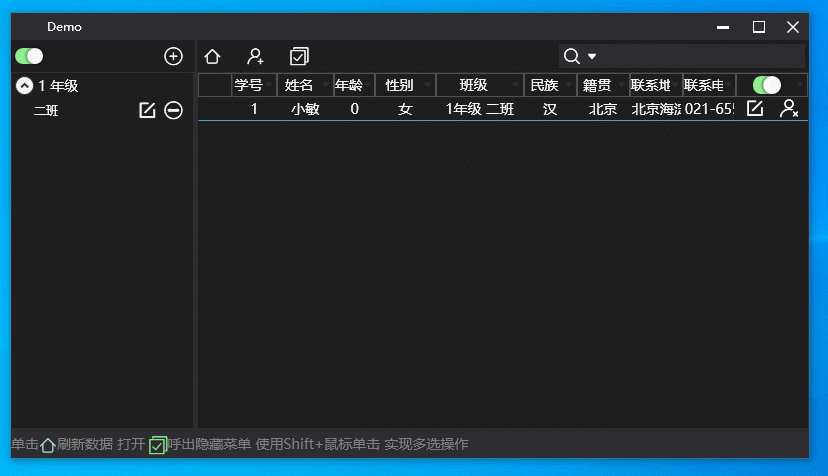 Demo
1 年级
二班
学号 姓名 年龄 性别 班级 民族 籍贯 联系地 联系电
1 小敏 0 女 1年级 二班 汉 北京 北京海淀 021-655
单击 刷新数据 打开 呼出隐藏菜单 使用Shift+鼠标单击 实现多选操作